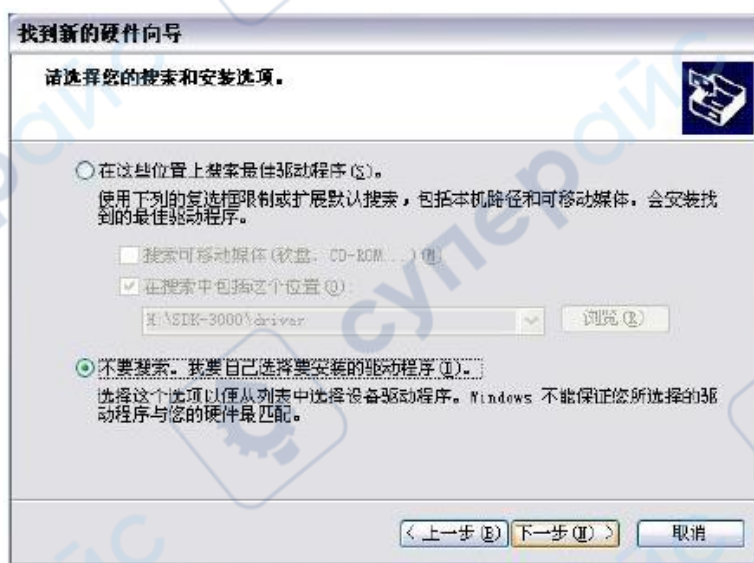 找到新的硬件向导
请选择您的搜索和安装选项。
在这些位置上搜索最佳驱动程序(S)。
使用下列的复选框限制或扩展默认搜索，包括本机路径和可移动媒体。会安装找
到的最佳驱动程序。
搜索可移动媒体(软盘、CD-ROM...)(M)
在搜索中包括这个位置(O):
H:\SDK-3000\driver
浏览(R)
不要搜索。我要自己选择要安装的驱动程序(D)。
选择这个选项以便从列表中选择设备驱动程序。Windows 不能保证您所选择的驱
动程序与您的硬件最匹配。
< 上一步(B) 下一步(N) > 取消
суперайс